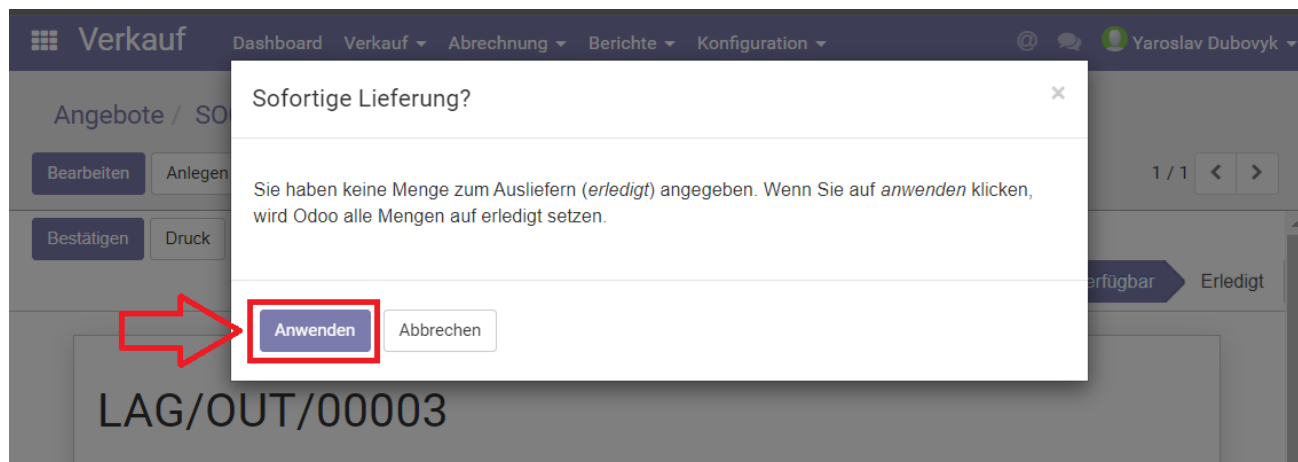 Verkauf Dashboard Verkauf Abrechnung Berichte Konfiguration @ Yaroslav Dubovyk
Angebote /
Sofortige Lieferung? ×
Bearbeiten Anlegen 1 / 1
Sie haben keine Menge zum Ausliefern (erledigt) angegeben. Wenn Sie auf anwenden klicken,
wird Odoo alle Mengen auf erledigt setzen.
Bestätigen Druck
Erledigt
Anwenden Abbrechen
LAG/OUT/00003